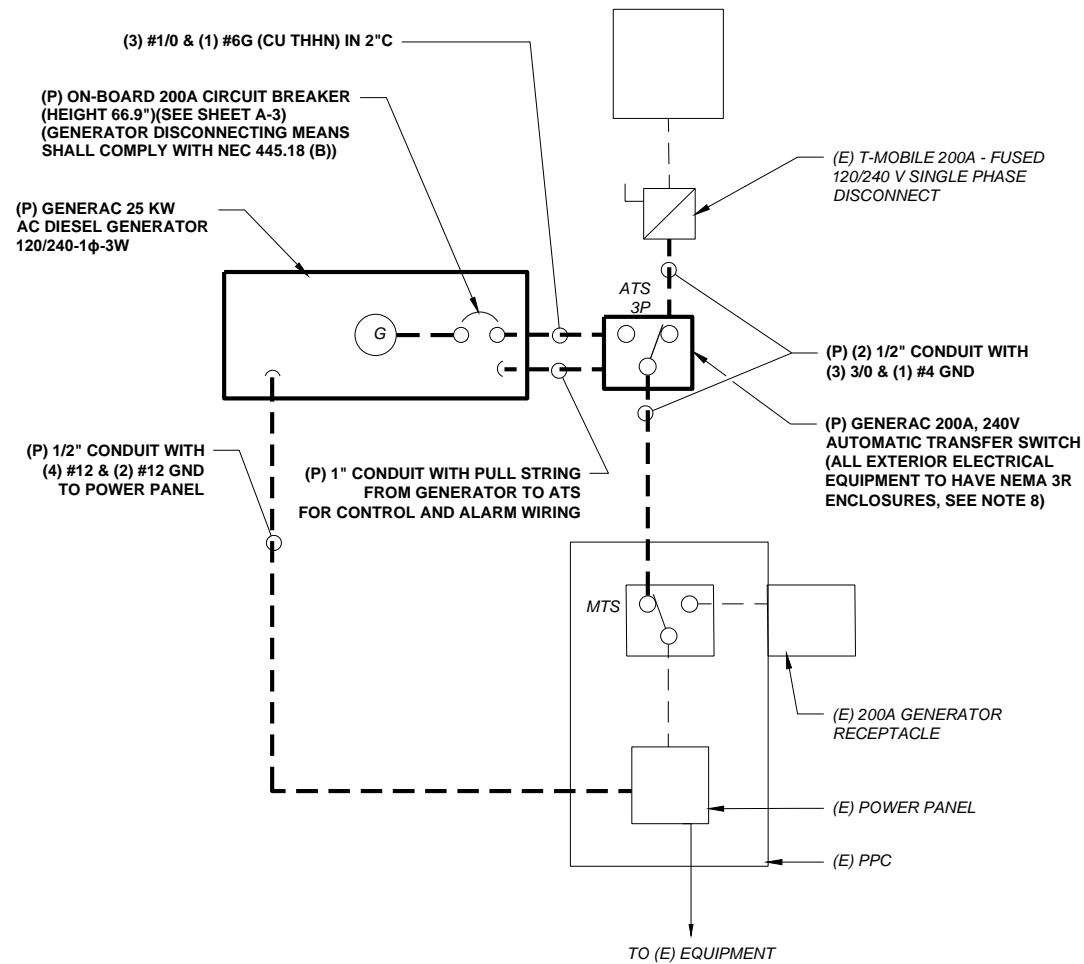 (3) #1/0 & (1) #6G (CU THHN) IN 2"C
(P) ON-BOARD 200A CIRCUIT BREAKER
(HEIGHT 66.9")(SEE SHEET A-3)
(GENERATOR DISCONNECTING MEANS
SHALL COMPLY WITH NEC 445.18 (B))
(E) T-MOBILE 200A - FUSED
120/240 V SINGLE PHASE
DISCONNECT
(P) GENERAC 25 KW
AC DIESEL GENERATOR
120/240-1ϕ-3W
ATS
3P
G
(P) (2) 1/2" CONDUIT WITH
(3) 3/0 & (1) #4 GND
(P) GENERAC 200A, 240V
AUTOMATIC TRANSFER SWITCH
(ALL EXTERIOR ELECTRICAL
EQUIPMENT TO HAVE NEMA 3R
ENCLOSURES, SEE NOTE 8)
(P) 1/2" CONDUIT WITH
(4) #12 & (2) #12 GND
TO POWER PANEL
(P) 1" CONDUIT WITH PULL STRING
FROM GENERATOR TO ATS
FOR CONTROL AND ALARM WIRING
MTS
(E) 200A GENERATOR
RECEPTACLE
(E) POWER PANEL
(E) PPC
TO (E) EQUIPMENT